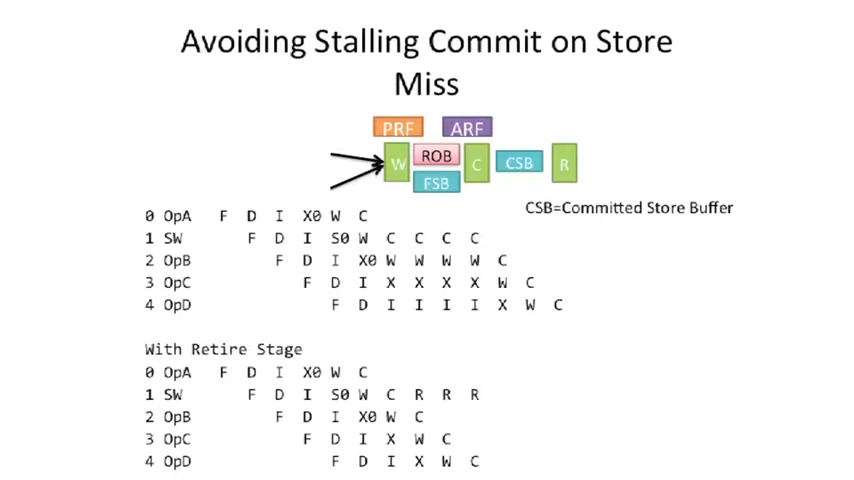 Avoiding Stalling Commit on Store
Miss
PRF ARF
W ROB C CSB R
FSB
CSB=Committed Store Buffer
0 OpA F D I X0 W C
1 SW F D I S0 W C C C C
2 OpB F D I X0 W W W W C
3 OpC F D I X X X X W C
4 OpD F D I I I I X W C
With Retire Stage
0 OpA F D I X0 W C
1 SW F D I S0 W C R R R
2 OpB F D I X0 W C
3 OpC F D I X W C
4 OpD F D I X W C